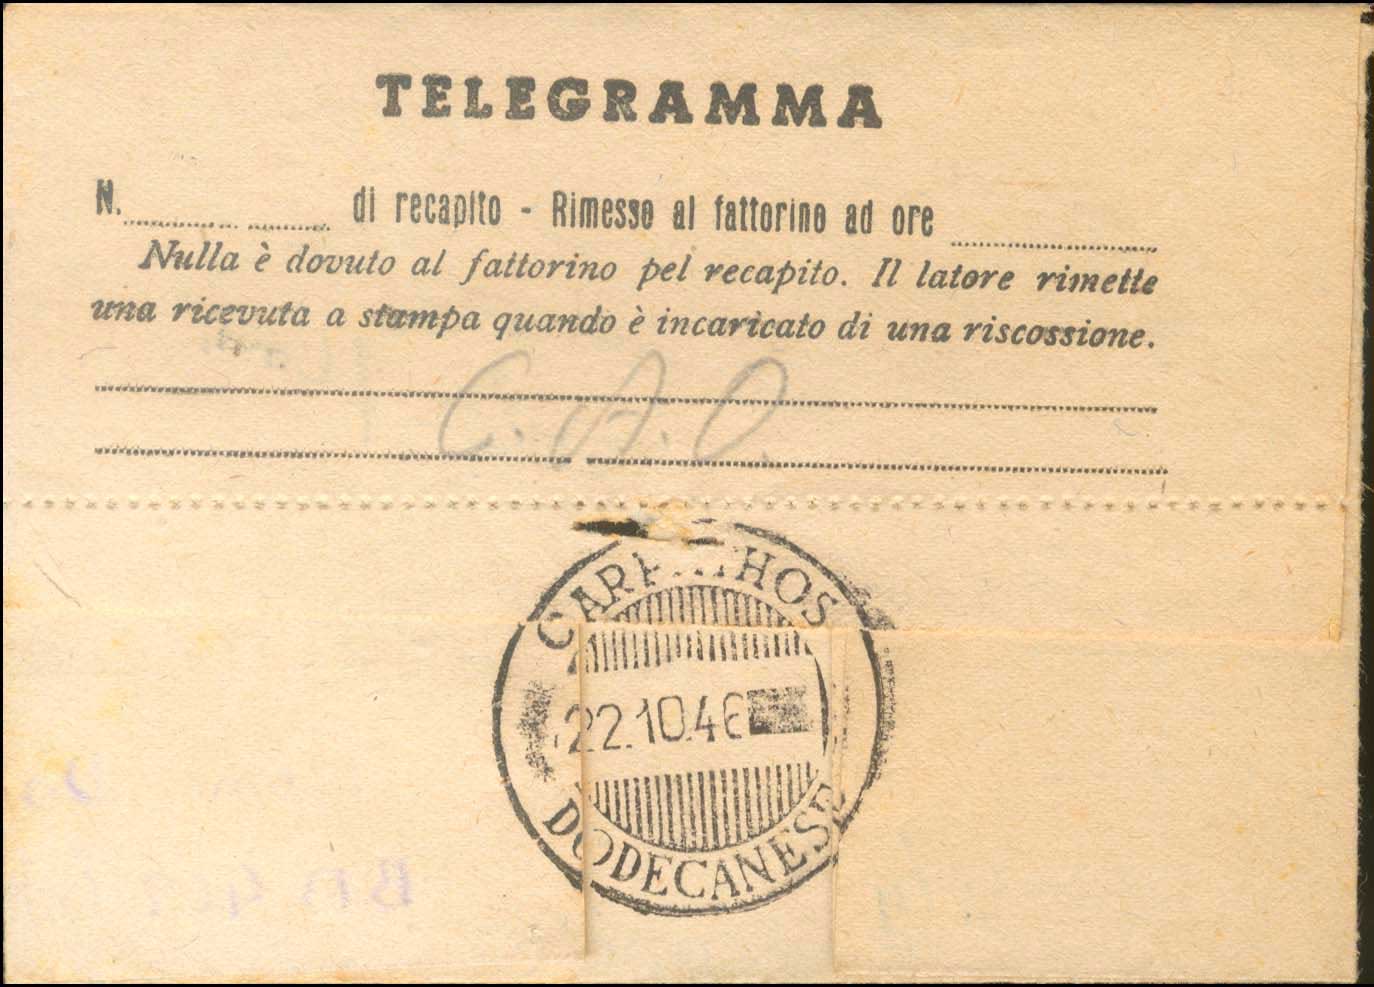 TELEGRAMMA
N. di recapito - Rimesso al fattorino ad ore
Nulla è dovuto al fattorino pel recapito. Il latore rimette
una ricevuta a stampa quando è incaricato di una riscossione.
C. A. O.
22.10.46
DODECANESE